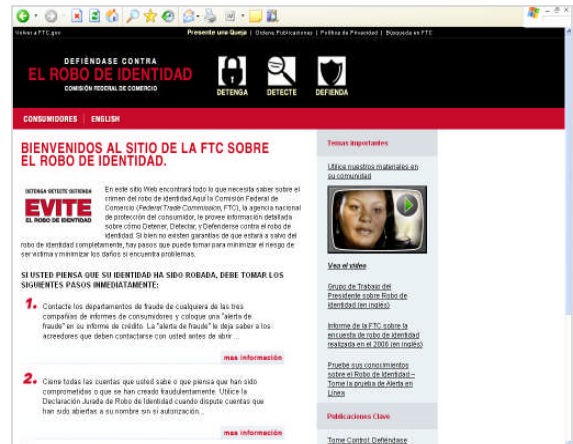 Volver a FTC.gov
Presente una Queja | Ordene Publicaciones | Política de Privacidad | Búsqueda en FTC
DEFIÉNDASE CONTRA
EL ROBO DE IDENTIDAD
COMISIÓN FEDERAL DE COMERCIO
DETENGA DETECTE DEFIENDA
CONSUMIDORES | ENGLISH
BIENVENIDOS AL SITIO DE LA FTC SOBRE
EL ROBO DE IDENTIDAD.
DETENGA·DETECTE·DEFIENDA
EVITE
EL ROBO DE IDENTIDAD
En este sitio Web encontrará todo lo que necesita saber sobre el
crimen del robo de identidad.Aquí la Comisión Federal de
Comercio (Federal Trade Commission, FTC), la agencia nacional
de protección del consumidor, le provee información detallada
sobre cómo Detener, Detectar, y Defenderse contra el robo de
identidad. Si bien no existen garantías de que estará a salvo del
robo de identidad completamente, hay pasos que puede tomar para minimizar el riesgo de
ser víctima y minimizar los daños si encuentra problemas.
SI USTED PIENSA QUE SU IDENTIDAD HA SIDO ROBADA, DEBE TOMAR LOS
SIGUIENTES PASOS INMEDIATAMENTE:
1. Contacte los departamentos de fraude de cualquiera de las tres
compañías de informes de consumidores y coloque una "alerta de
fraude" en su informe de crédito. La "alerta de fraude" le deja saber a los
acreedores que deben contactarse con usted antes de abrir ...
mas información
2. Cierre todas las cuentas que usted sabe o que piensa que han sido
comprometidas o que se han creado fraudulentamente. Utilice la
Declaración Jurada de Robo de Identidad cuando dispute cuentas que
han sido abiertas a su nombre sin si autorización...
mas información
Temas Importantes
Utilice nuestros materiales en
su comunidad
Vea el video
Grupo de Trabajo del
Presidente sobre Robo de
Identidad (en inglés)
Informe de la FTC sobre la
encuesta de robo de identidad
realizada en el 2006 (en inglés)
Pruebe sus conocimientos
sobre el Robo de Identidad –
Tome la prueba de Alerta en
Línea
Publicaciones Clave
Tome Control: Defiéndase